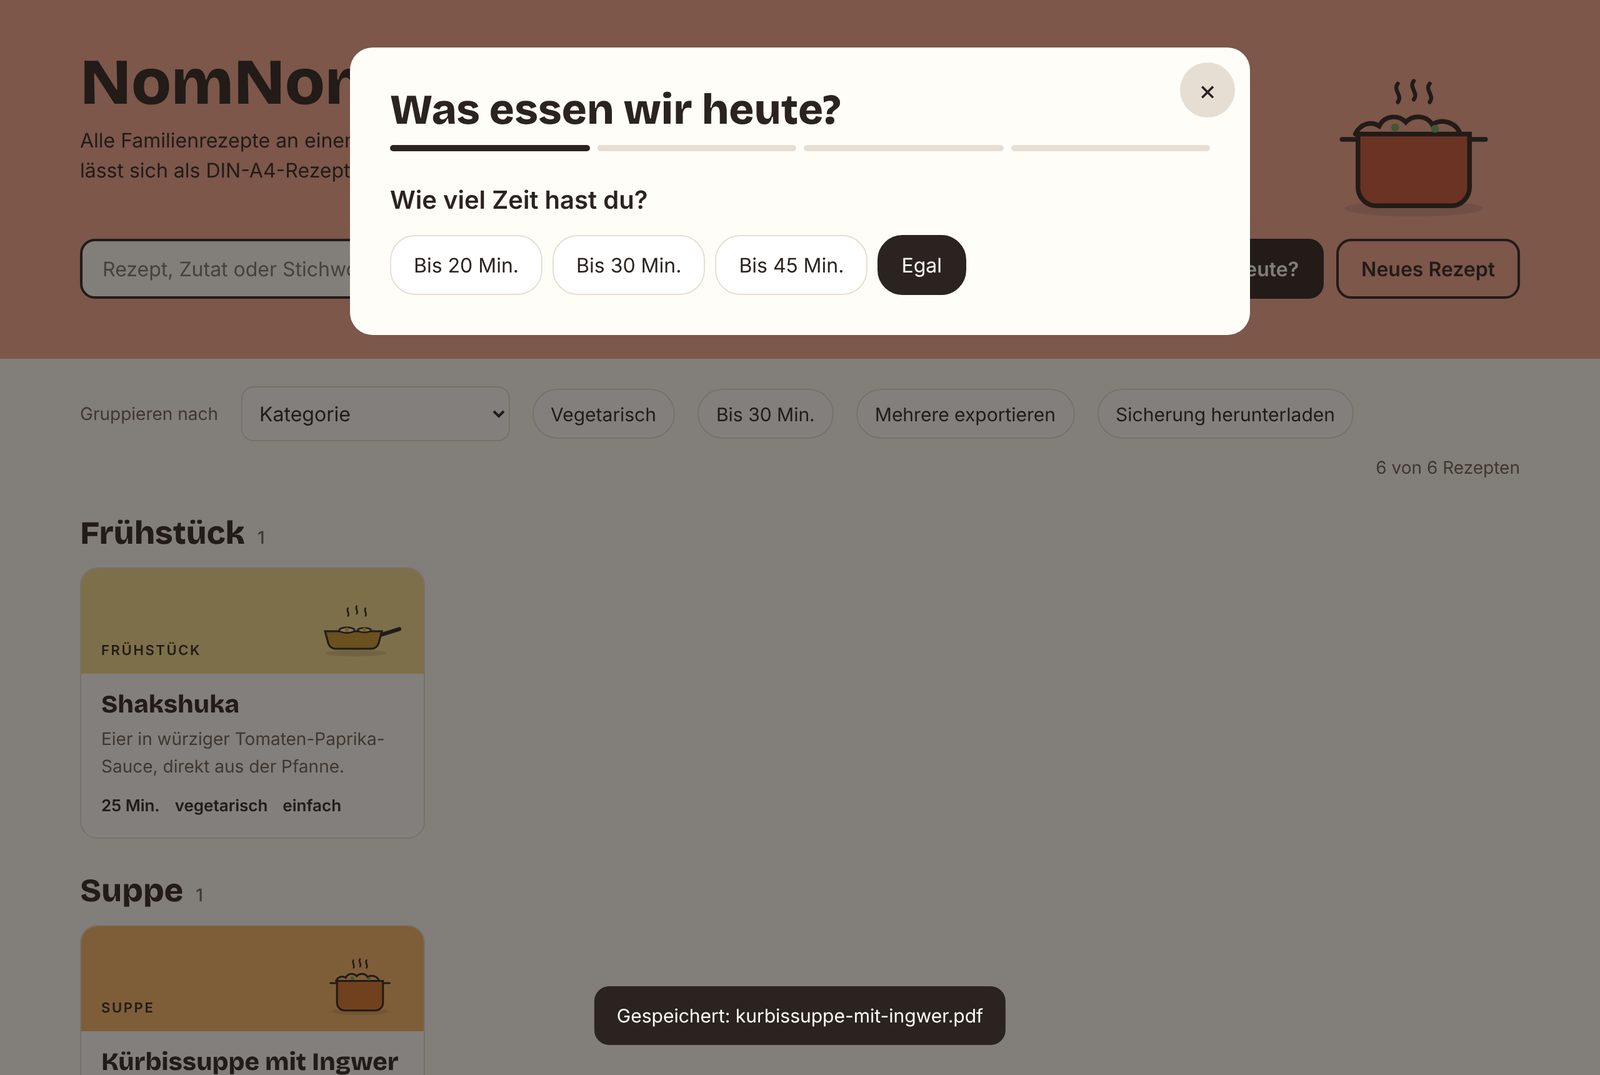 NomNom
Alle Familienrezepte an einer
lässt sich als DIN-A4-Rezept
Rezept, Zutat oder Stichwo
eute?
Neues Rezept
Was essen wir heute?
×
Wie viel Zeit hast du?
Bis 20 Min.
Bis 30 Min.
Bis 45 Min.
Egal
Gruppieren nach
Kategorie
Vegetarisch
Bis 30 Min.
Mehrere exportieren
Sicherung herunterladen
6 von 6 Rezepten
Frühstück 1
FRÜHSTÜCK
Shakshuka
Eier in würziger Tomaten-Paprika-
Sauce, direkt aus der Pfanne.
25 Min. vegetarisch einfach
Suppe 1
SUPPE
Kürbissuppe mit Ingwer
Gespeichert: kurbissuppe-mit-ingwer.pdf